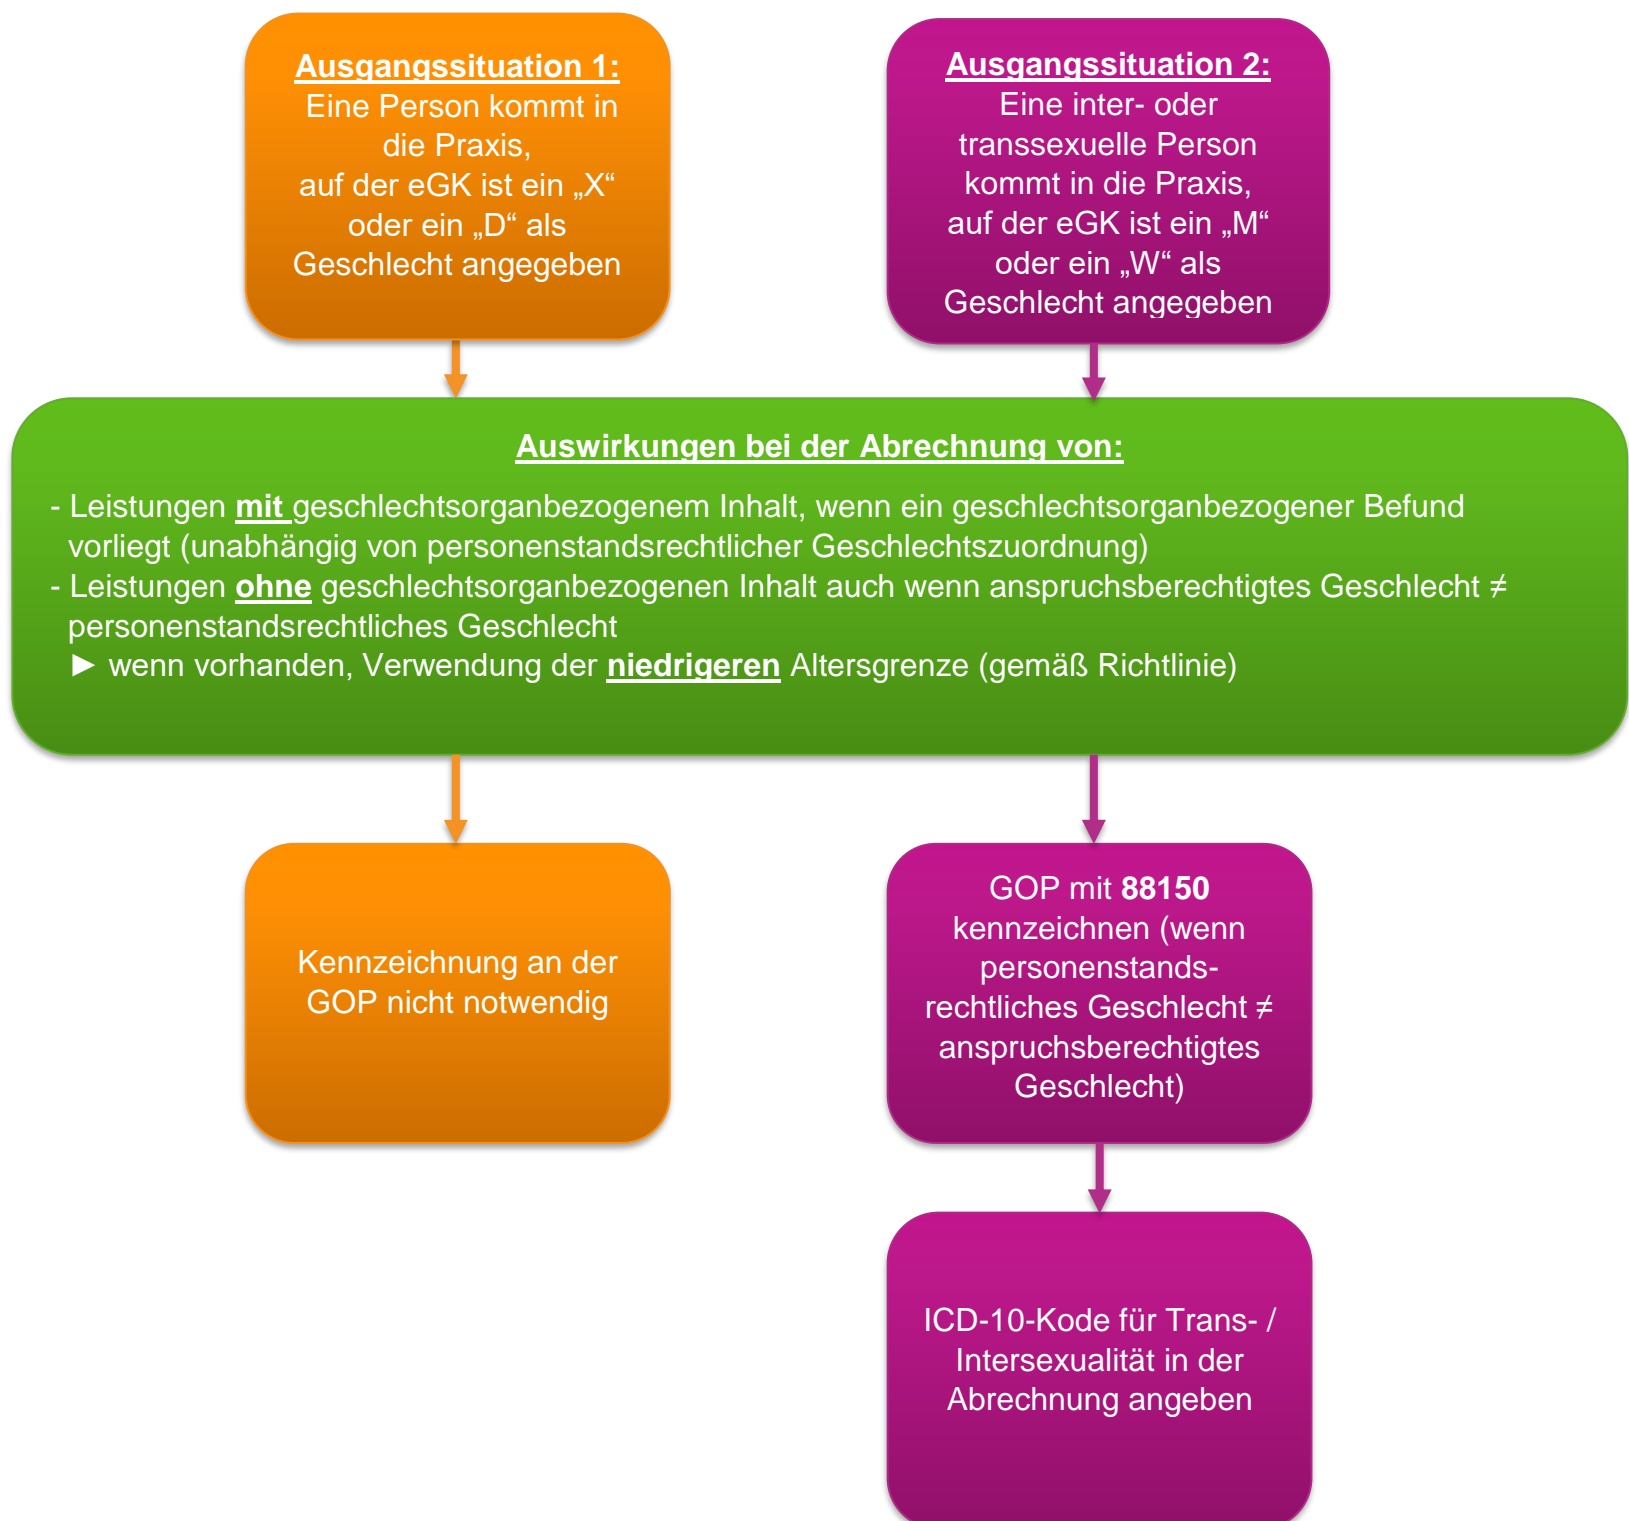 Ausgangssituation 1:
Eine Person kommt in
die Praxis,
auf der eGK ist ein „X“
oder ein „D“ als
Geschlecht angegeben
Ausgangssituation 2:
Eine inter- oder
transsexuelle Person
kommt in die Praxis,
auf der eGK ist ein „M“
oder ein „W“ als
Geschlecht angegeben
Auswirkungen bei der Abrechnung von:
- Leistungen mit geschlechtsorganbezogenem Inhalt, wenn ein geschlechtsorganbezogener Befund
vorliegt (unabhängig von personenstandsrechtlicher Geschlechtszuordnung)
- Leistungen ohne geschlechtsorganbezogenen Inhalt auch wenn anspruchsberechtigtes Geschlecht ≠
personenstandsrechtliches Geschlecht
► wenn vorhanden, Verwendung der niedrigeren Altersgrenze (gemäß Richtlinie)
Kennzeichnung an der
GOP nicht notwendig
GOP mit 88150
kennzeichnen (wenn
personenstands-
rechtliches Geschlecht ≠
anspruchsberechtigtes
Geschlecht)
ICD-10-Kode für Trans- /
Intersexualität in der
Abrechnung angeben